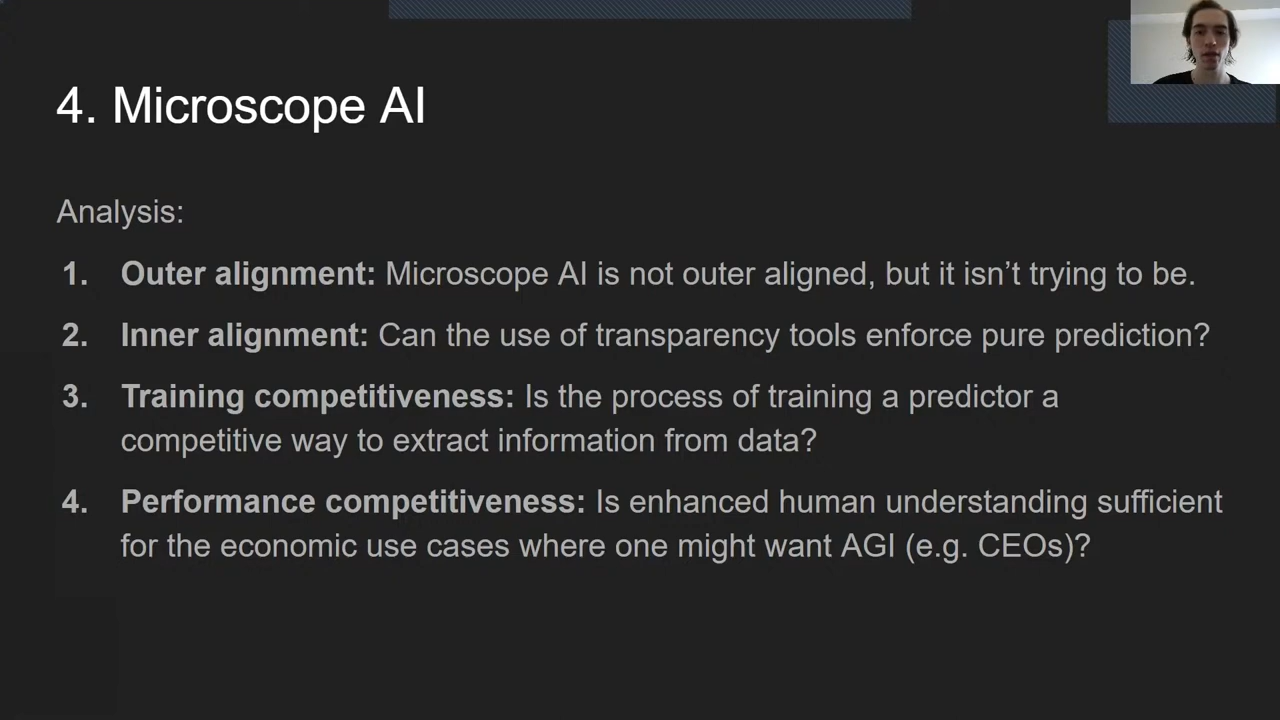 4. Microscope AI
Analysis:
1. Outer alignment: Microscope AI is not outer aligned, but it isn’t trying to be.
2. Inner alignment: Can the use of transparency tools enforce pure prediction?
3. Training competitiveness: Is the process of training a predictor a
competitive way to extract information from data?
4. Performance competitiveness: Is enhanced human understanding sufficient
for the economic use cases where one might want AGI (e.g. CEOs)?